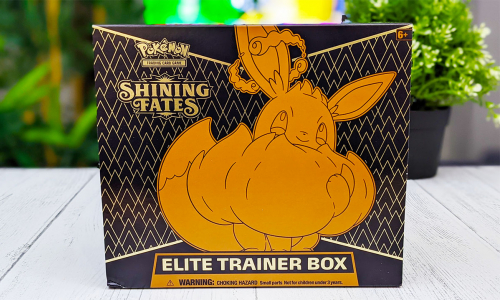 Pokémon
TRADING CARD GAME
6+
SHINING
FATES
ELITE TRAINER BOX
WARNING: CHOKING HAZARD Small parts. Not for children under 3 years.